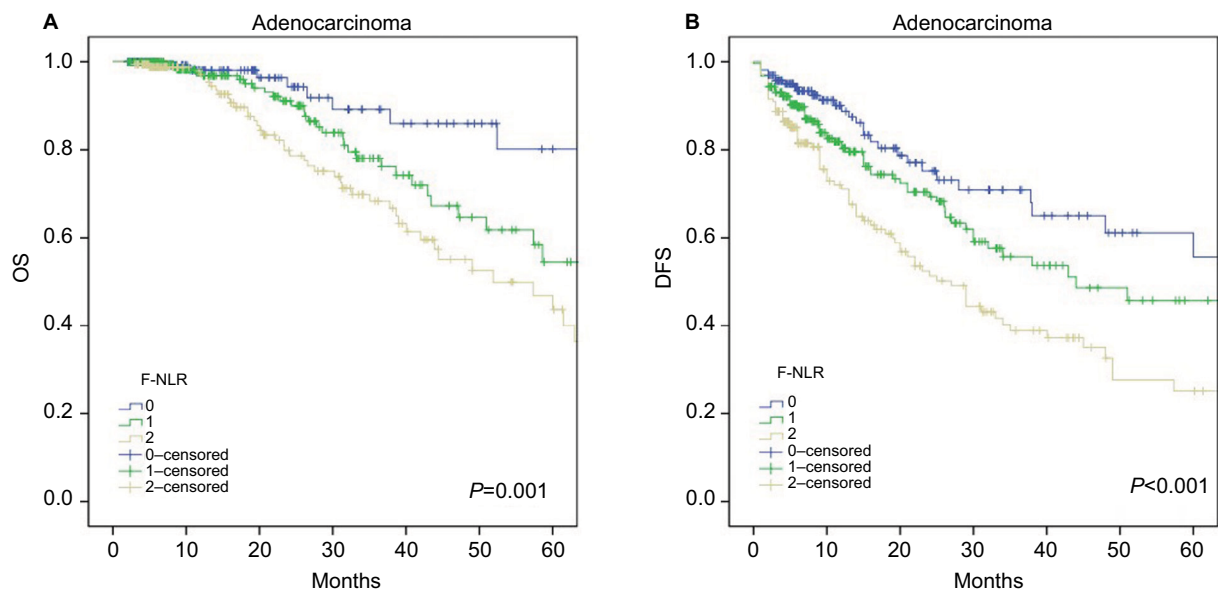 A
Adenocarcinoma
1.0
0.8
0.6
0.4
0.2
0.0
OS
F-NLR
0
1
2
0–censored
1–censored
2–censored
P=0.001
0 10 20 30 40 50 60
Months
B
Adenocarcinoma
1.0
0.8
0.6
0.4
0.2
0.0
DFS
F-NLR
0
1
2
0–censored
1–censored
2–censored
P<0.001
0 10 20 30 40 50 60
Months